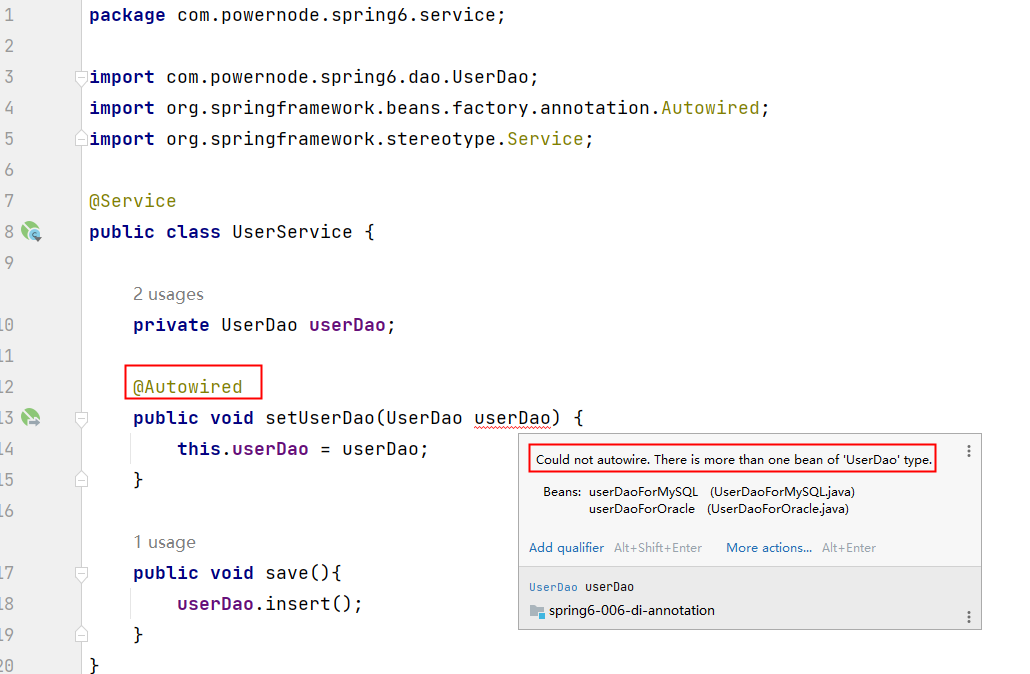 1 package com.powernode.spring6.service;
2
3 import com.powernode.spring6.dao.UserDao;
4 import org.springframework.beans.factory.annotation.Autowired;
5 import org.springframework.stereotype.Service;
6
7 @Service
8 public class UserService {
9
2 usages
10 private UserDao userDao;
11
12 @Autowired
13 public void setUserDao(UserDao userDao) {
14 this.userDao = userDao;
15 }
16
1 usage
17 public void save(){
18 userDao.insert();
19 }
20 }
Could not autowire. There is more than one bean of 'UserDao' type.
Beans: userDaoForMySQL (UserDaoForMySQL.java)
userDaoForOracle (UserDaoForOracle.java)
Add qualifier Alt+Shift+Enter More actions... Alt+Enter
UserDao userDao
spring6-006-di-annotation